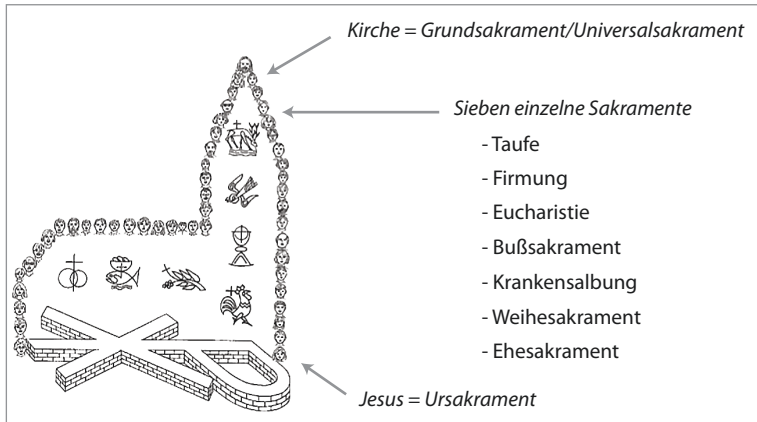 Kirche = Grundsakrament/Universalsakrament
Sieben einzelne Sakramente
- Taufe
- Firmung
- Eucharistie
- Bußsakrament
- Krankensalbung
- Weihesakrament
- Ehesakrament
Jesus = Ursakrament